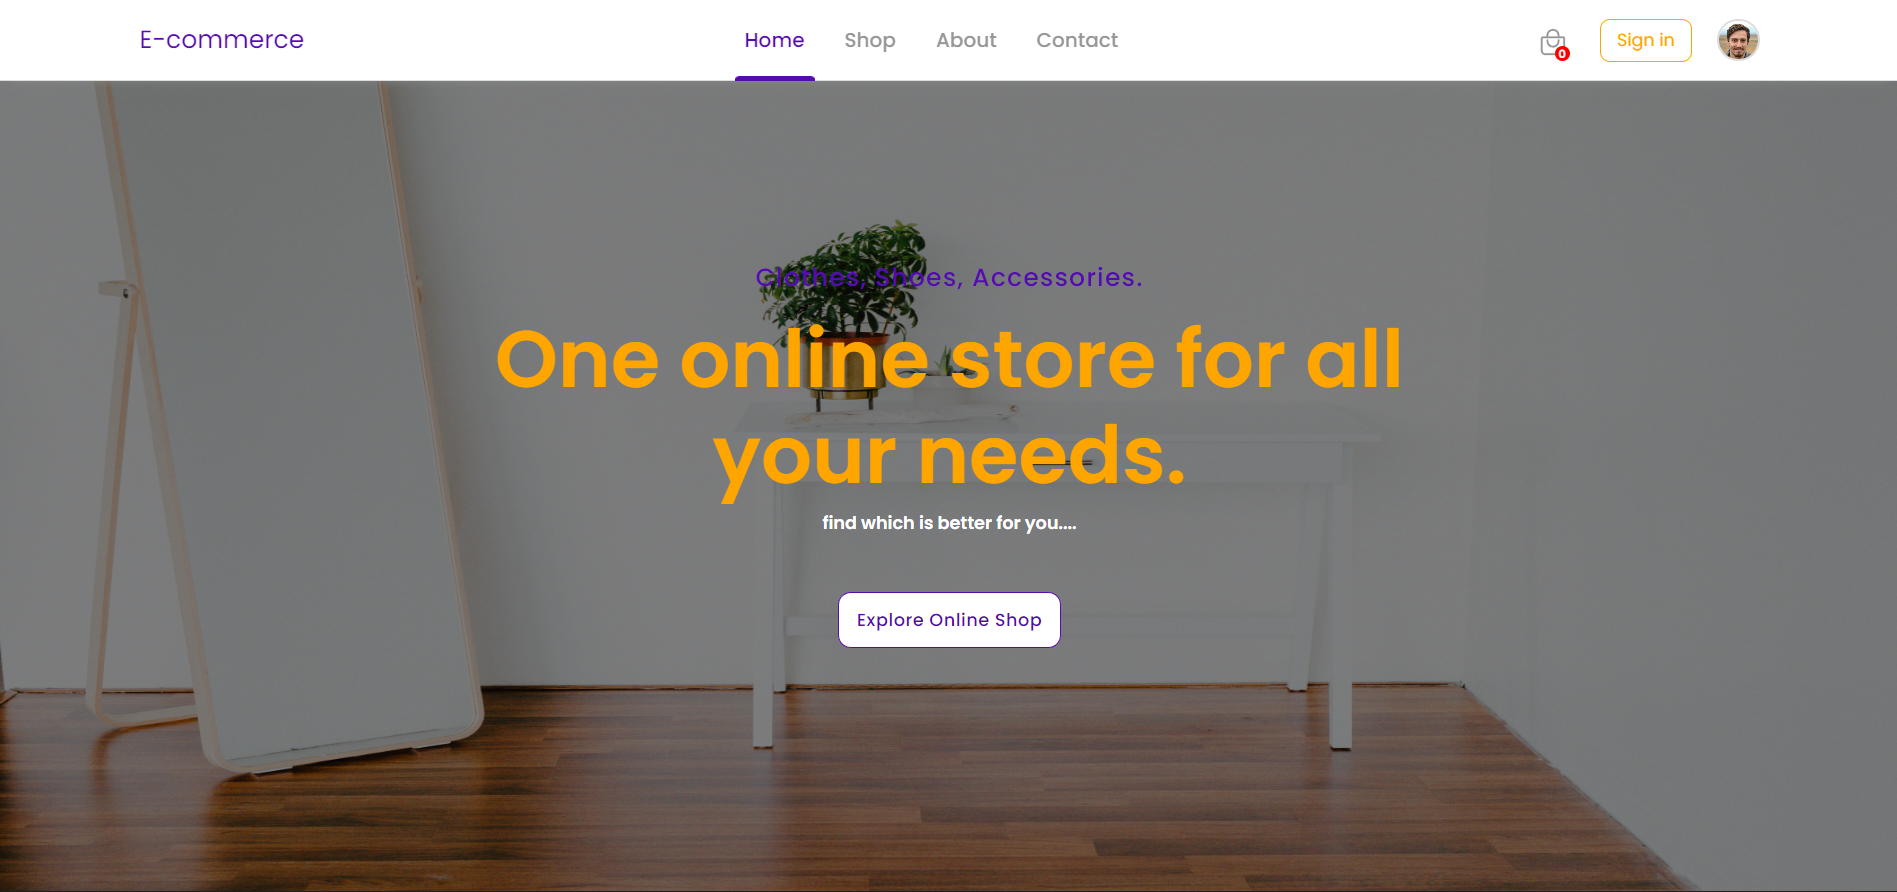 E-commerce
Home Shop About Contact
0
Sign in
Clothes, Shoes, Accessories.
One online store for all
your needs.
find which is better for you....
Explore Online Shop